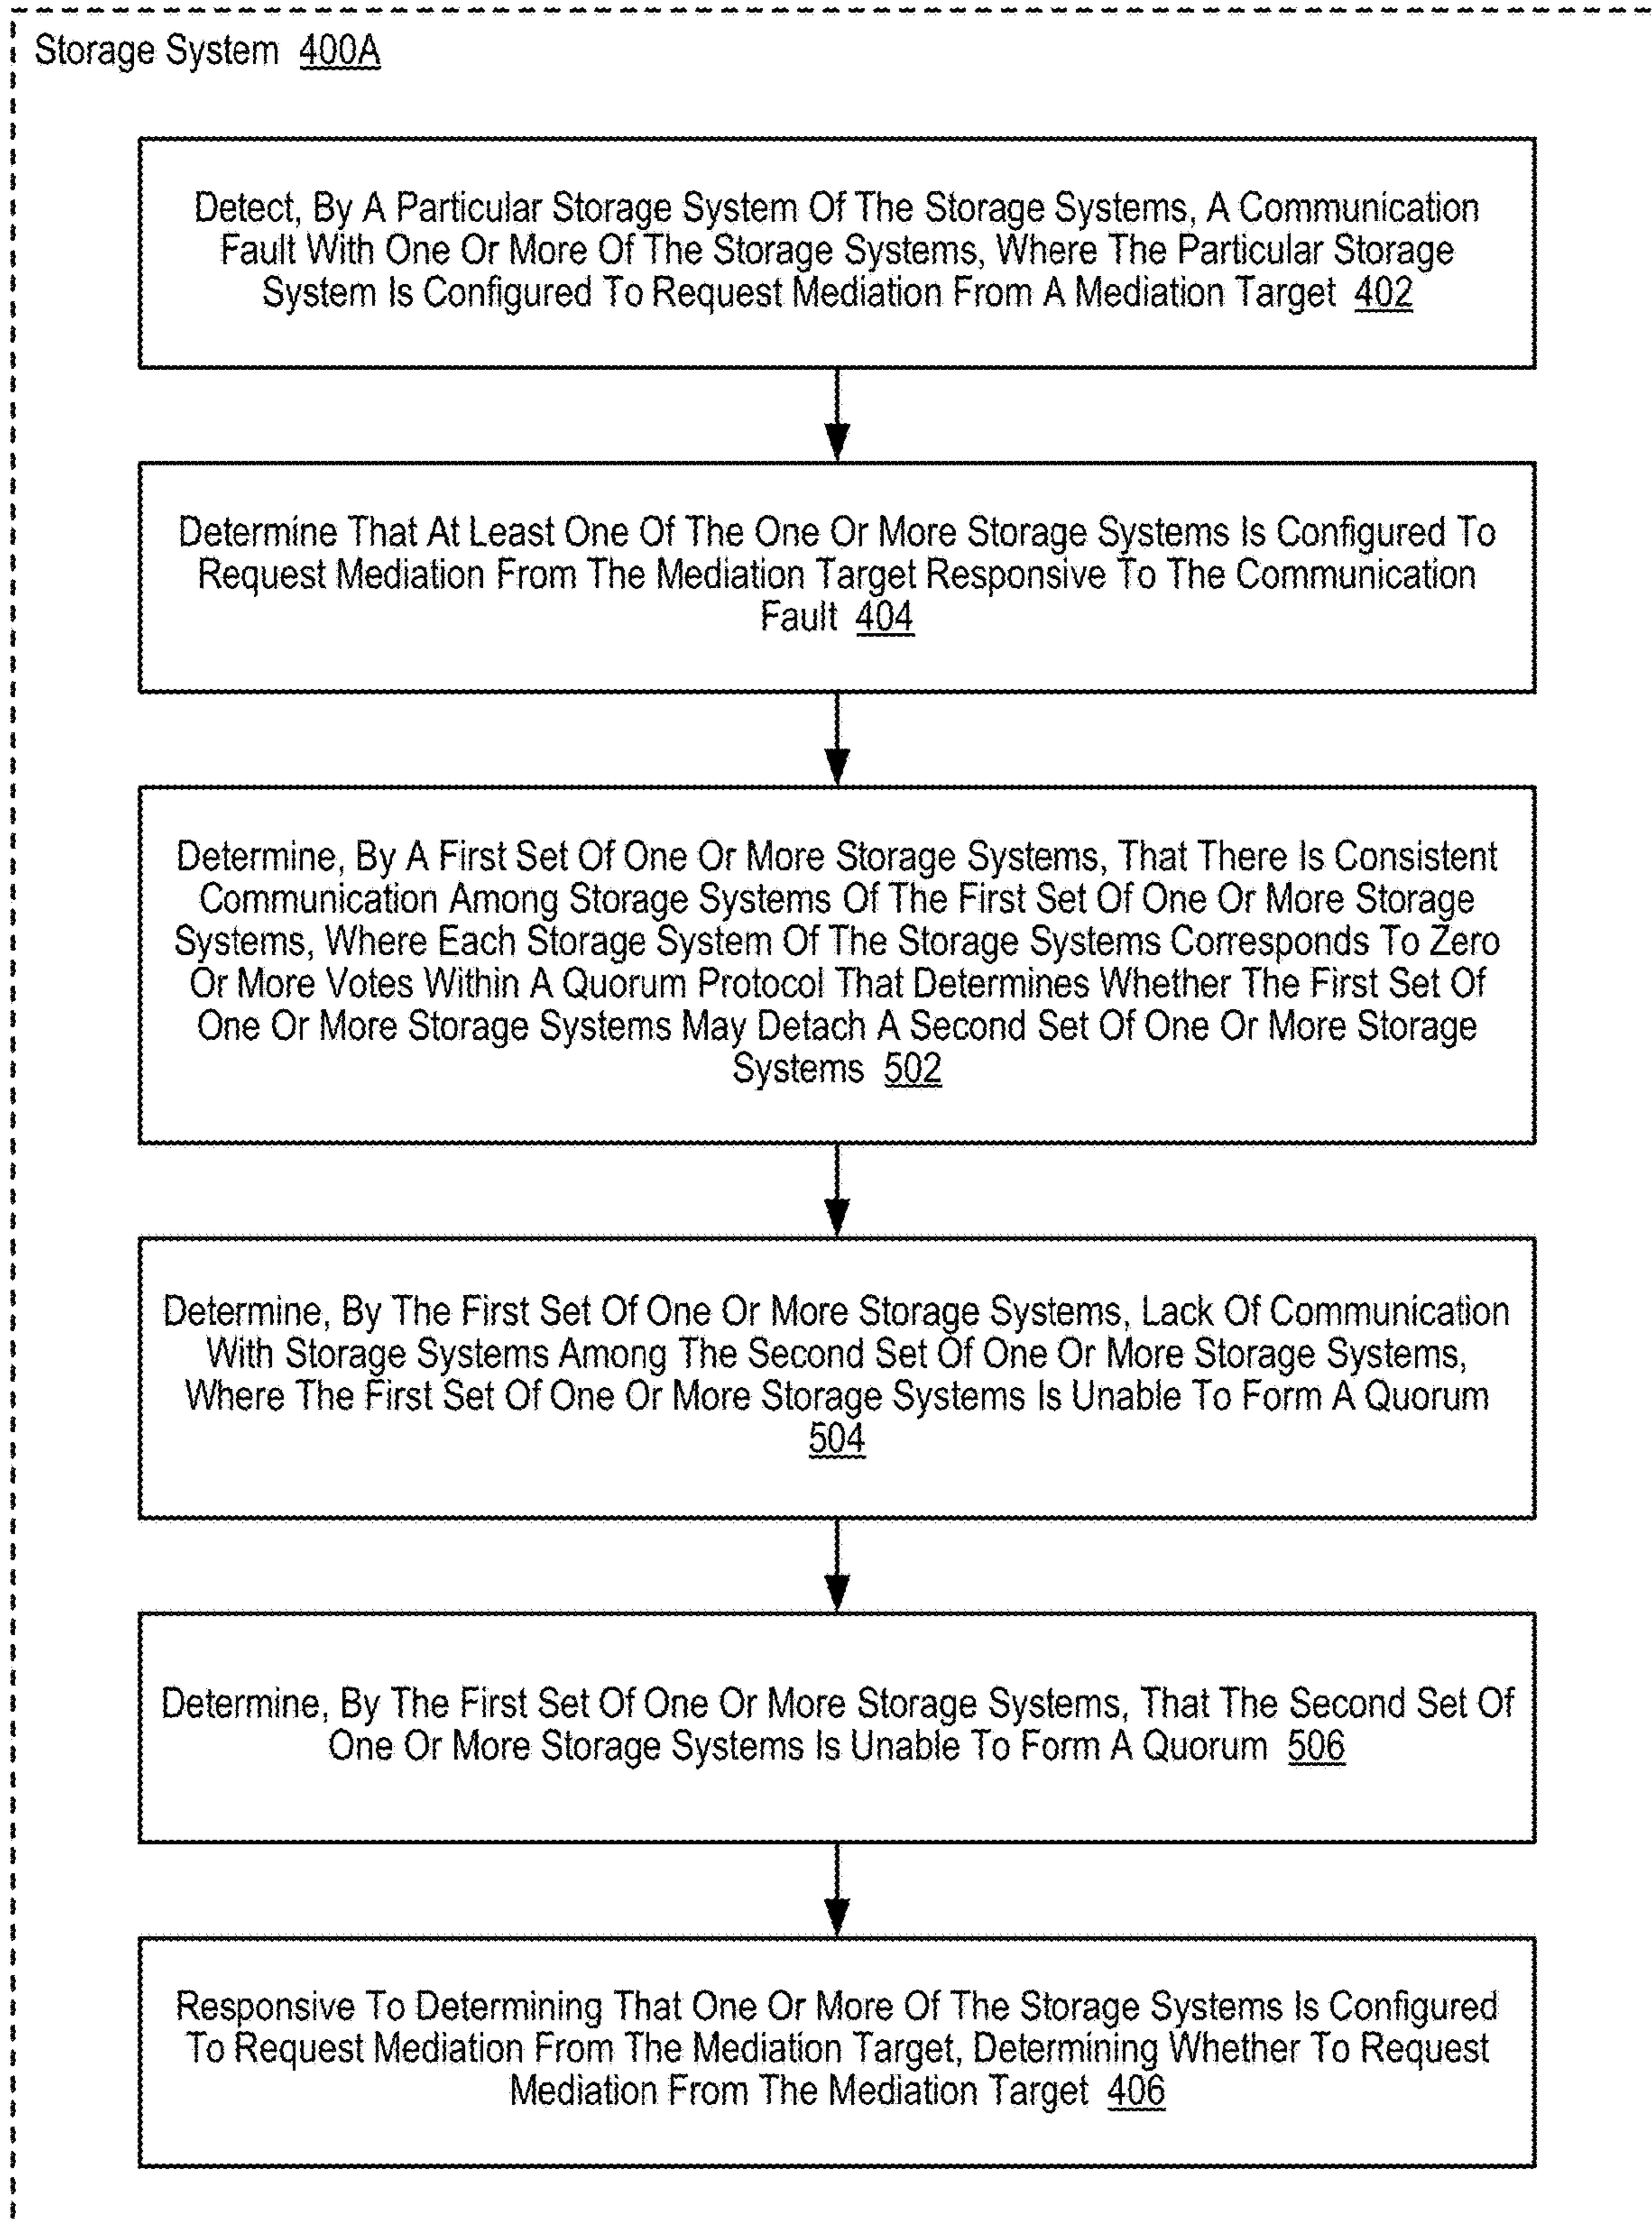 Storage System 400A
Detect, By A Particular Storage System Of The Storage Systems, A Communication
Fault With One Or More Of The Storage Systems, Where The Particular Storage
System Is Configured To Request Mediation From A Mediation Target 402
Determine That At Least One Of The One Or More Storage Systems Is Configured To
Request Mediation From The Mediation Target Responsive To The Communication
Fault 404
Determine, By A First Set Of One Or More Storage Systems, That There Is Consistent
Communication Among Storage Systems Of The First Set Of One Or More Storage
Systems, Where Each Storage System Of The Storage Systems Corresponds To Zero
Or More Votes Within A Quorum Protocol That Determines Whether The First Set Of
One Or More Storage Systems May Detach A Second Set Of One Or More Storage
Systems 502
Determine, By The First Set Of One Or More Storage Systems, Lack Of Communication
With Storage Systems Among The Second Set Of One Or More Storage Systems,
Where The First Set Of One Or More Storage Systems Is Unable To Form A Quorum
504
Determine, By The First Set Of One Or More Storage Systems, That The Second Set Of
One Or More Storage Systems Is Unable To Form A Quorum 506
Responsive To Determining That One Or More Of The Storage Systems Is Configured
To Request Mediation From The Mediation Target, Determining Whether To Request
Mediation From The Mediation Target 406